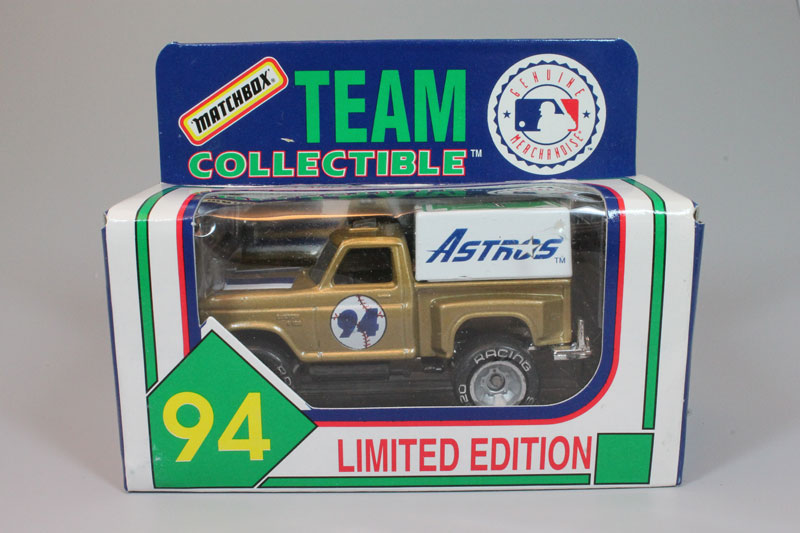 MATCHBOX®
TEAM
COLLECTIBLE™
GENUINE
MERCHANDISE®
ASTROS™
94
RACING
94
LIMITED EDITION